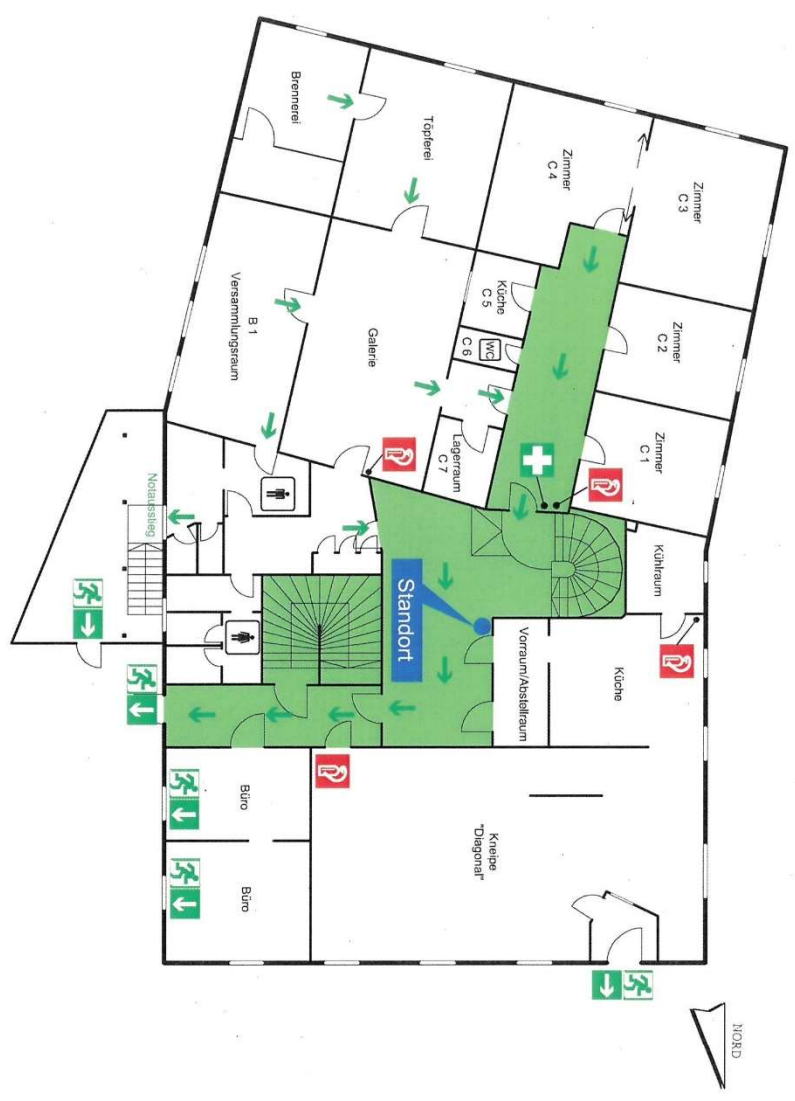 Brennerei
Töpferei
Zimmer
C 4
Zimmer
C 3
Küche
C 5
Zimmer
C 2
B 1
Versammlungsraum
Galerie
WC
C 6
Zimmer
C 1
Lagerraum
C 7
Notausstieg
Kühlraum
Standort
Vorraum/Abstellraum
Küche
Büro
Kneipe
"Diagonal"
Büro
NORD